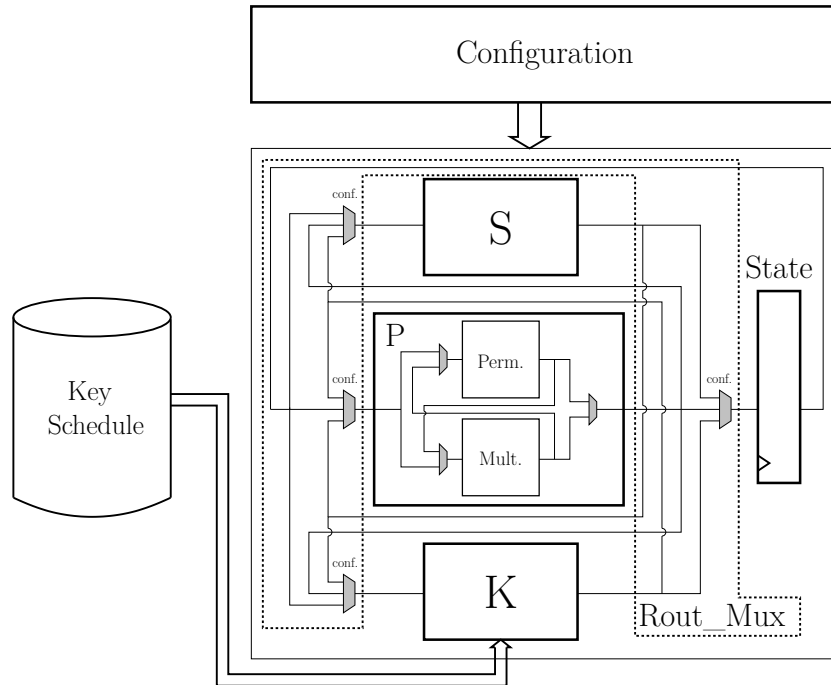 Configuration
conf.
S
State
P
Perm.
Key
Schedule
conf.
conf.
Mult.
conf.
K
Rout_Mux